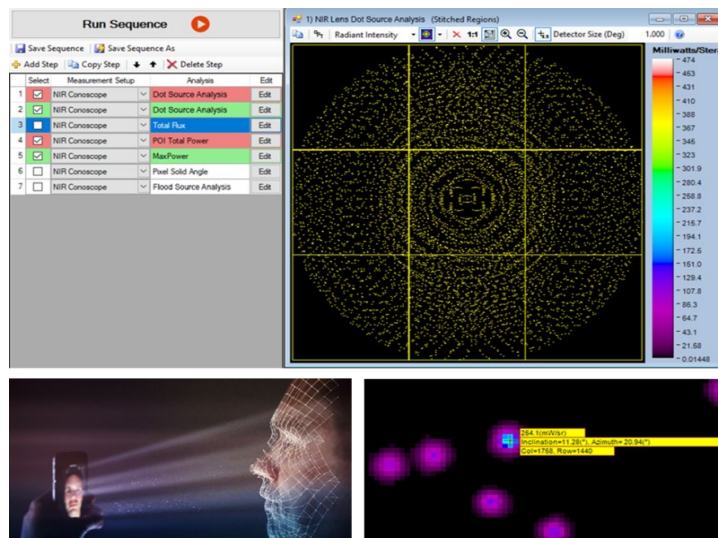 Run Sequence
Save Sequence Save Sequence As
Add Step Copy Step Delete Step
Select Measurement Setup Analysis Edit
1 NIR Conoscope Dot Source Analysis Edit
2 NIR Conoscope Dot Source Analysis Edit
3 NIR Conoscope Total Flux Edit
4 NIR Conoscope POI Total Power Edit
5 NIR Conoscope MaxPower Edit
6 NIR Conoscope Pixel Solid Angle Edit
7 NIR Conoscope Flood Source Analysis Edit
1) NIR Lens Dot Source Analysis (Stitched Regions)
Radiant Intensity 1:1 Detector Size (Deg) 1.000
Milliwatts/Ster
474
453
431
410
388
367
346
323
301.9
280.4
258.8
237.2
215.7
194.1
172.5
151.0
129.4
107.8
86.3
64.7
43.1
21.58
0.01448
264.1(mW/sr)
Inclination=11.28(°), Azimuth= 20.94(°)
Col=1768, Row=1440